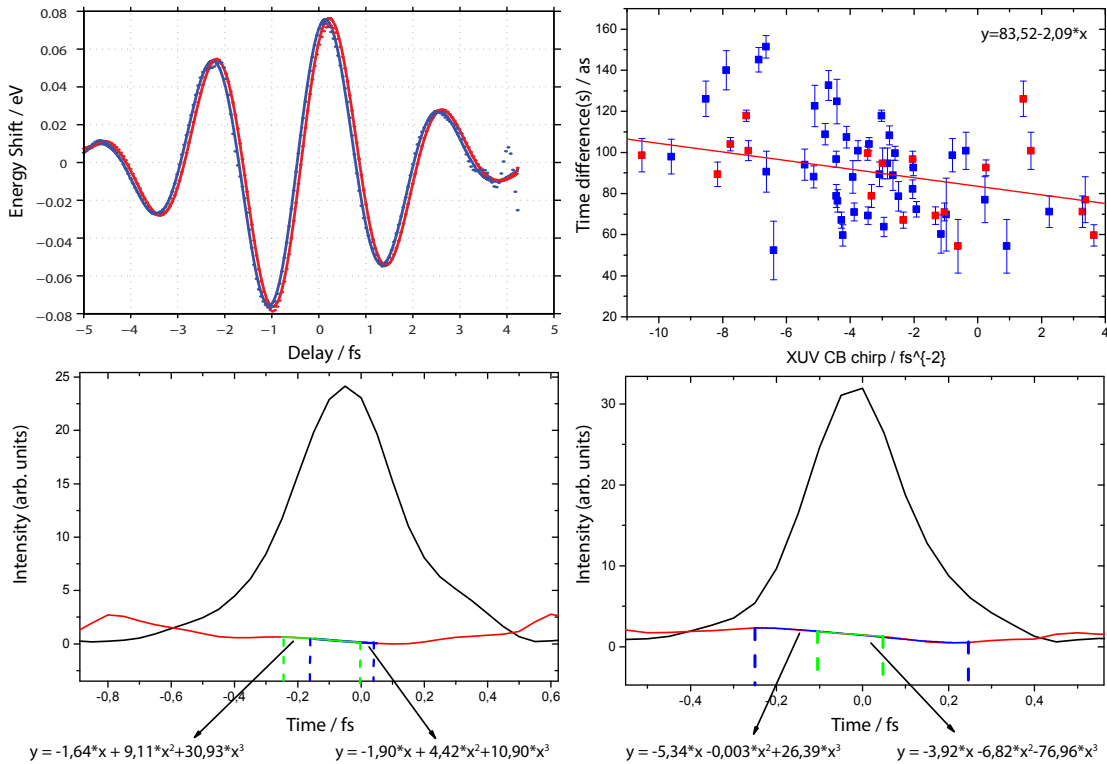 0.08
0.06
0.04
0.02
0
−0.02
−0.04
−0.06
−0.08
Energy Shift / eV
−5 −4 −3 −2 −1 0 1 2 3 4 5
Delay / fs
y=83,52-2,09*x
160
140
120
100
80
60
40
20
Time difference(s) / as
-10 -8 -6 -4 -2 0 2 4
XUV CB chirp / fs^{-2}
25
20
15
10
5
0
Intensity (arb. units)
-0,8 -0,6 -0,4 -0,2 0,0 0,2 0,4 0,6
Time / fs
y = -1,64*x + 9,11*x²+30,93*x³
y = -1,90*x + 4,42*x²+10,90*x³
30
20
10
0
Intensity (arb. units)
-0,4 -0,2 0,0 0,2 0,4
Time / fs
y = -5,34*x -0,003*x²+26,39*x³
y = -3,92*x -6,82*x²-76,96*x³